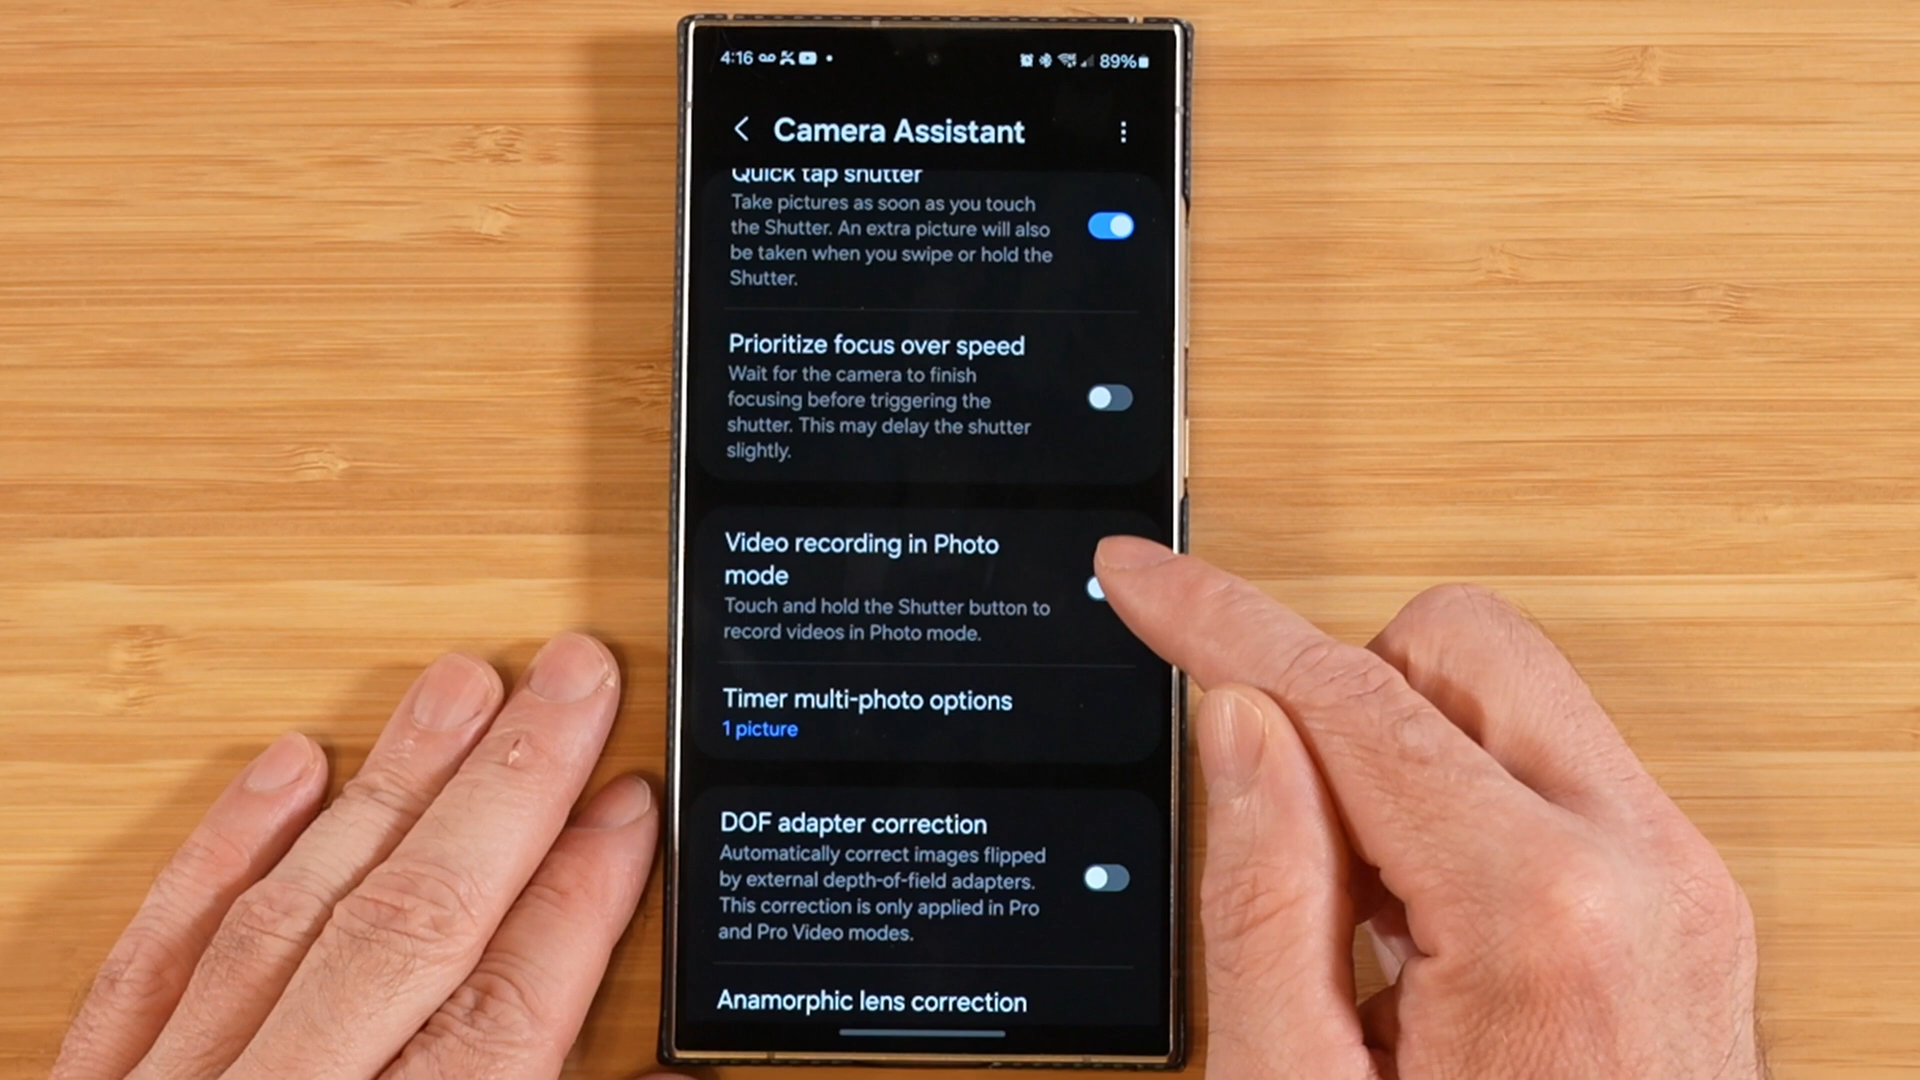 4:16
89%
Camera Assistant
Quick tap shutter
Take pictures as soon as you touch
the Shutter. An extra picture will also
be taken when you swipe or hold the
Shutter.
Prioritize focus over speed
Wait for the camera to finish
focusing before triggering the
shutter. This may delay the shutter
slightly.
Video recording in Photo
mode
Touch and hold the Shutter button to
record videos in Photo mode.
Timer multi-photo options
1 picture
DOF adapter correction
Automatically correct images flipped
by external depth-of-field adapters.
This correction is only applied in Pro
and Pro Video modes.
Anamorphic lens correction